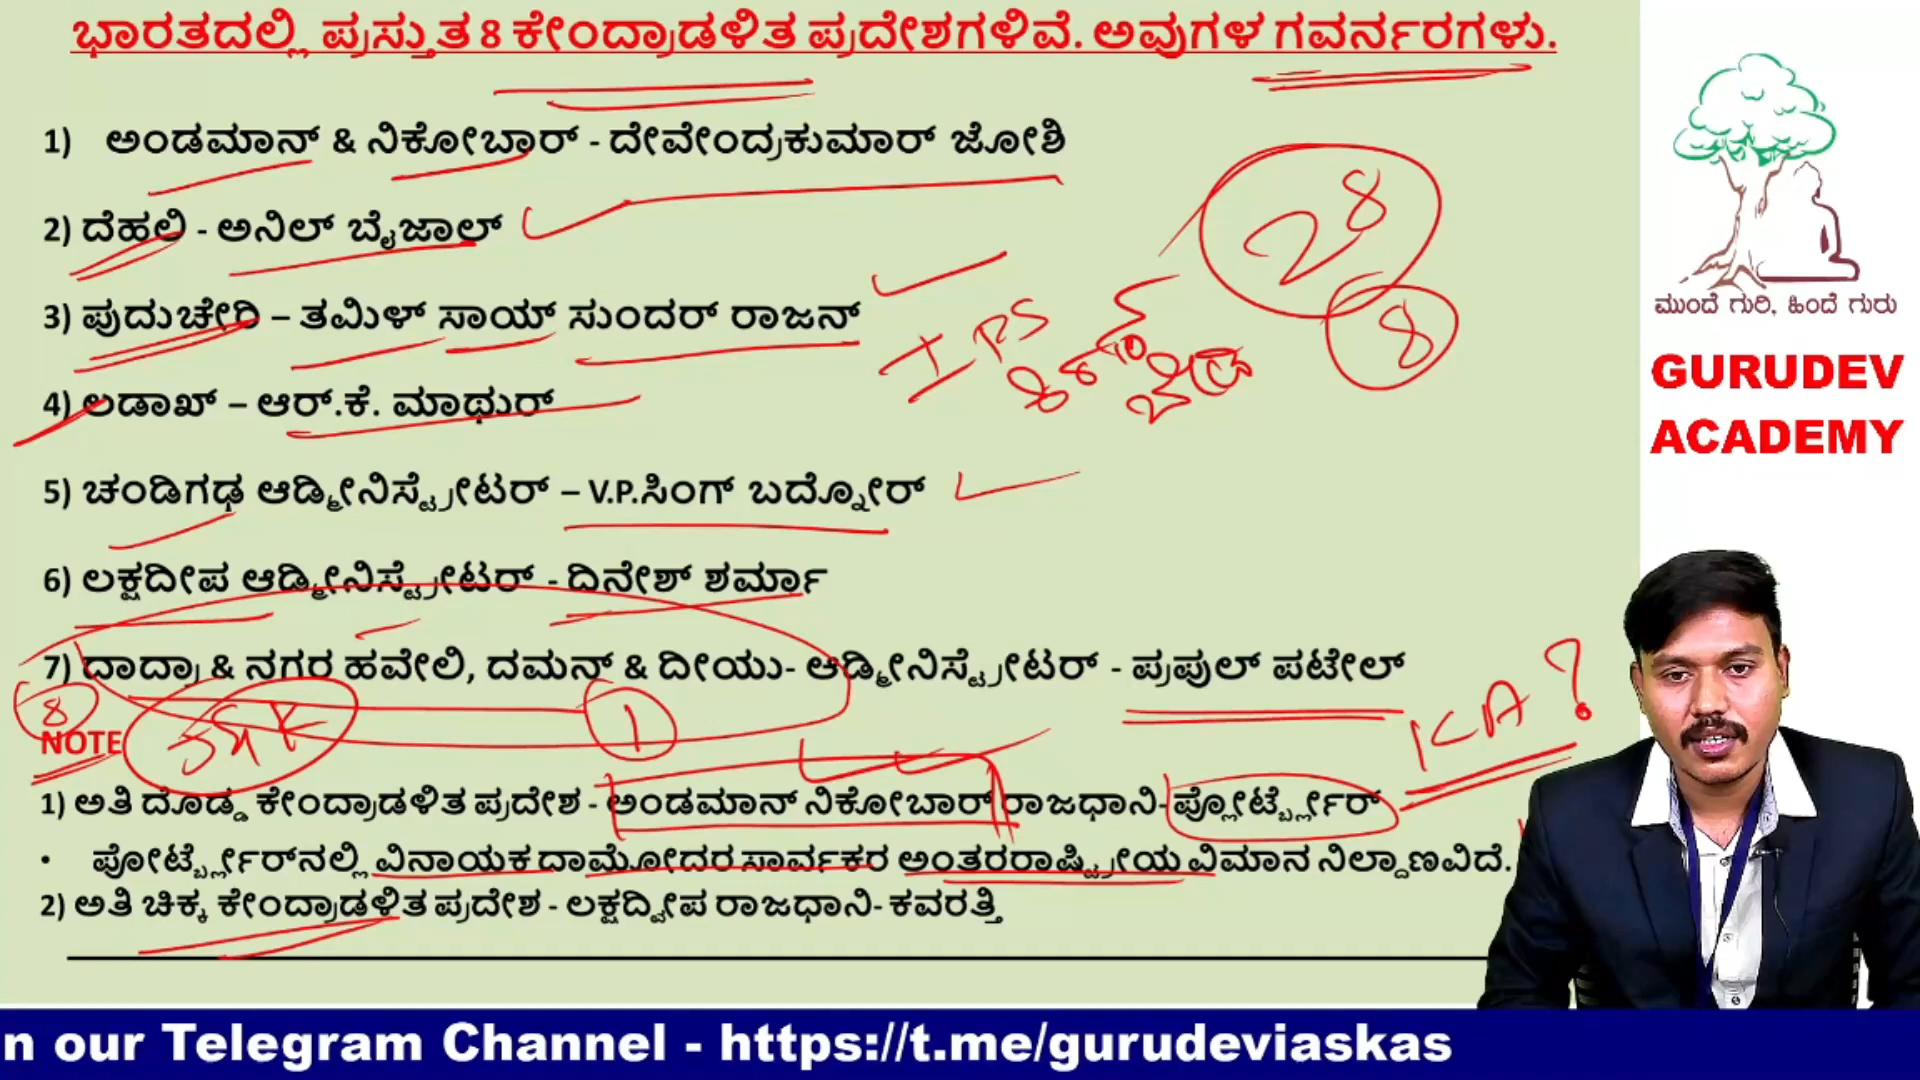 ಭಾರತದಲ್ಲಿ ಪ್ರಸ್ತುತ 8 ಕೇಂದ್ರಾಡಳಿತ ಪ್ರದೇಶಗಳಿವೆ. ಅವುಗಳ ಗವರ್ನರಗಳು.
1) ಅಂಡಮಾನ್ & ನಿಕೋಬಾರ್ - ದೇವೇಂದ್ರಕುಮಾರ್ ಜೋಶಿ
2) ದೆಹಲಿ - ಅನಿಲ್ ಬೈಜಾಲ್
28
3) ಪುದುಚೇರಿ – ತಮಿಳ್ ಸಾಯ್ ಸುಂದರ್ ರಾಜನ್
IPS
8
4) ಲಡಾಖ್ – ಆರ್.ಕೆ. ಮಾಥುರ್
5) ಚಂಡಿಗಢ ಆಡ್ಮೀನಿಸ್ಟ್ರೇಟರ್ – V.P.ಸಿಂಗ್ ಬದ್ನೋರ್
6) ಲಕ್ಷದೀಪ ಆಡ್ಮೀನಿಸ್ಟ್ರೇಟರ್ - ದಿನೇಶ್ ಶರ್ಮಾ
7) ದಾದ್ರಾ & ನಗರ ಹವೇಲಿ, ದಮನ್ & ದೀಯು- ಆಡ್ಮೀನಿಸ್ಟ್ರೇಟರ್ - ಪ್ರಫುಲ್ ಪಟೇಲ್
8
J&K
1
NOTE
1) ಅತಿ ದೊಡ್ಡ ಕೇಂದ್ರಾಡಳಿತ ಪ್ರದೇಶ - ಅಂಡಮಾನ್ ನಿಕೋಬಾರ್ ರಾಜಧಾನಿ- ಪೋರ್ಟ್‌ಬ್ಲೇರ್
• ಪೋರ್ಟ್‌ಬ್ಲೇರ್‌ನಲ್ಲಿ ವಿನಾಯಕ ದಾಮೋದರ ಸಾರ್ವಕರ ಅಂತರರಾಷ್ಟ್ರೀಯ ವಿಮಾನ ನಿಲ್ದಾಣವಿದೆ.
2) ಅತಿ ಚಿಕ್ಕ ಕೇಂದ್ರಾಡಳಿತ ಪ್ರದೇಶ - ಲಕ್ಷದ್ವೀಪ ರಾಜಧಾನಿ- ಕವರತ್ತಿ
ಮುಂದೆ ಗುರಿ, ಹಿಂದೆ ಗುರು
GURUDEV
ACADEMY
n our Telegram Channel - https://t.me/gurudeviaskas